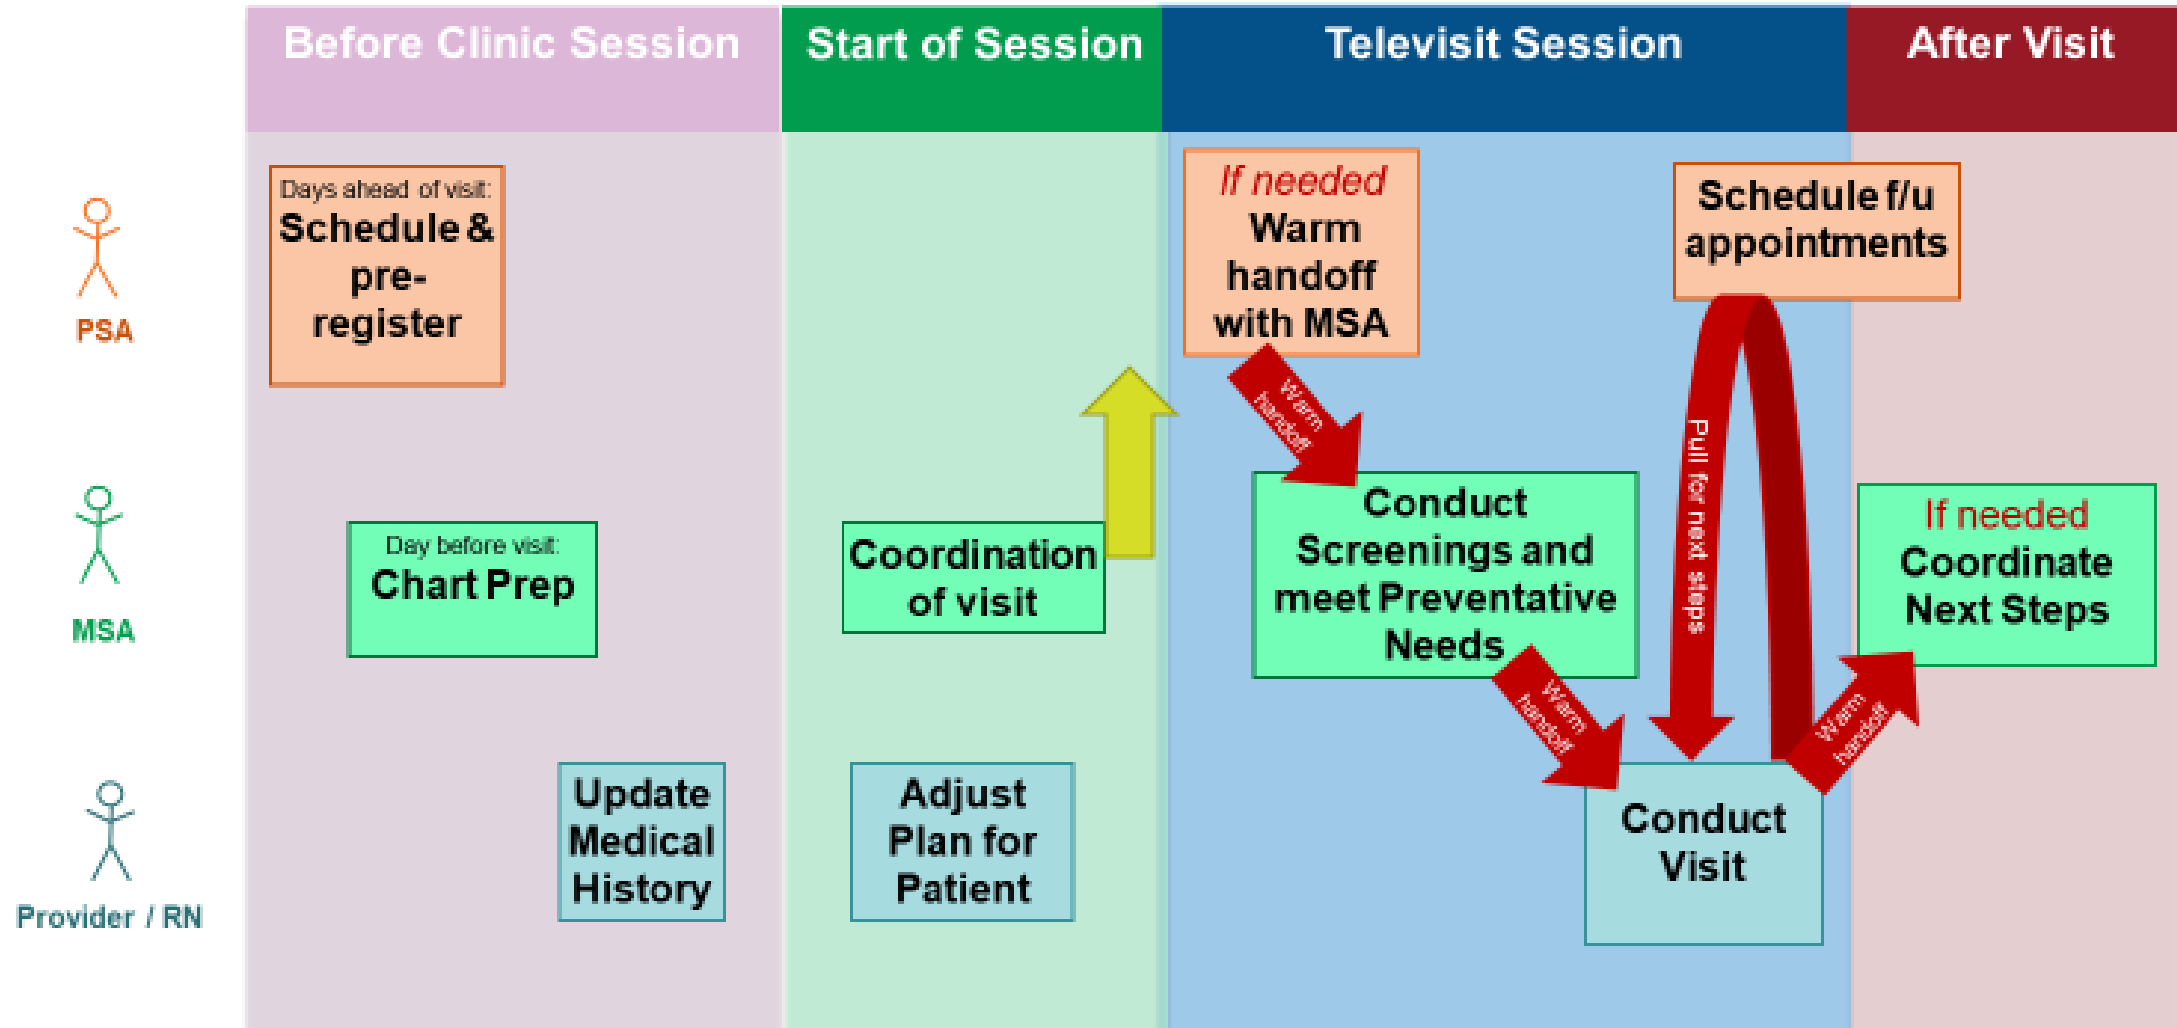 Before Clinic Session
Start of Session
Televisit Session
After Visit
PSA
Days ahead of visit:
Schedule &
pre-
register
If needed
Warm
handoff
with MSA
Schedule f/u
appointments
Warm
handoff
Pull for next steps
MSA
Day before visit:
Chart Prep
Coordination
of visit
Conduct
Screenings and
meet Preventative
Needs
If needed
Coordinate
Next Steps
Warm
handoff
Warm
handoff
Provider / RN
Update
Medical
History
Adjust
Plan for
Patient
Conduct
Visit